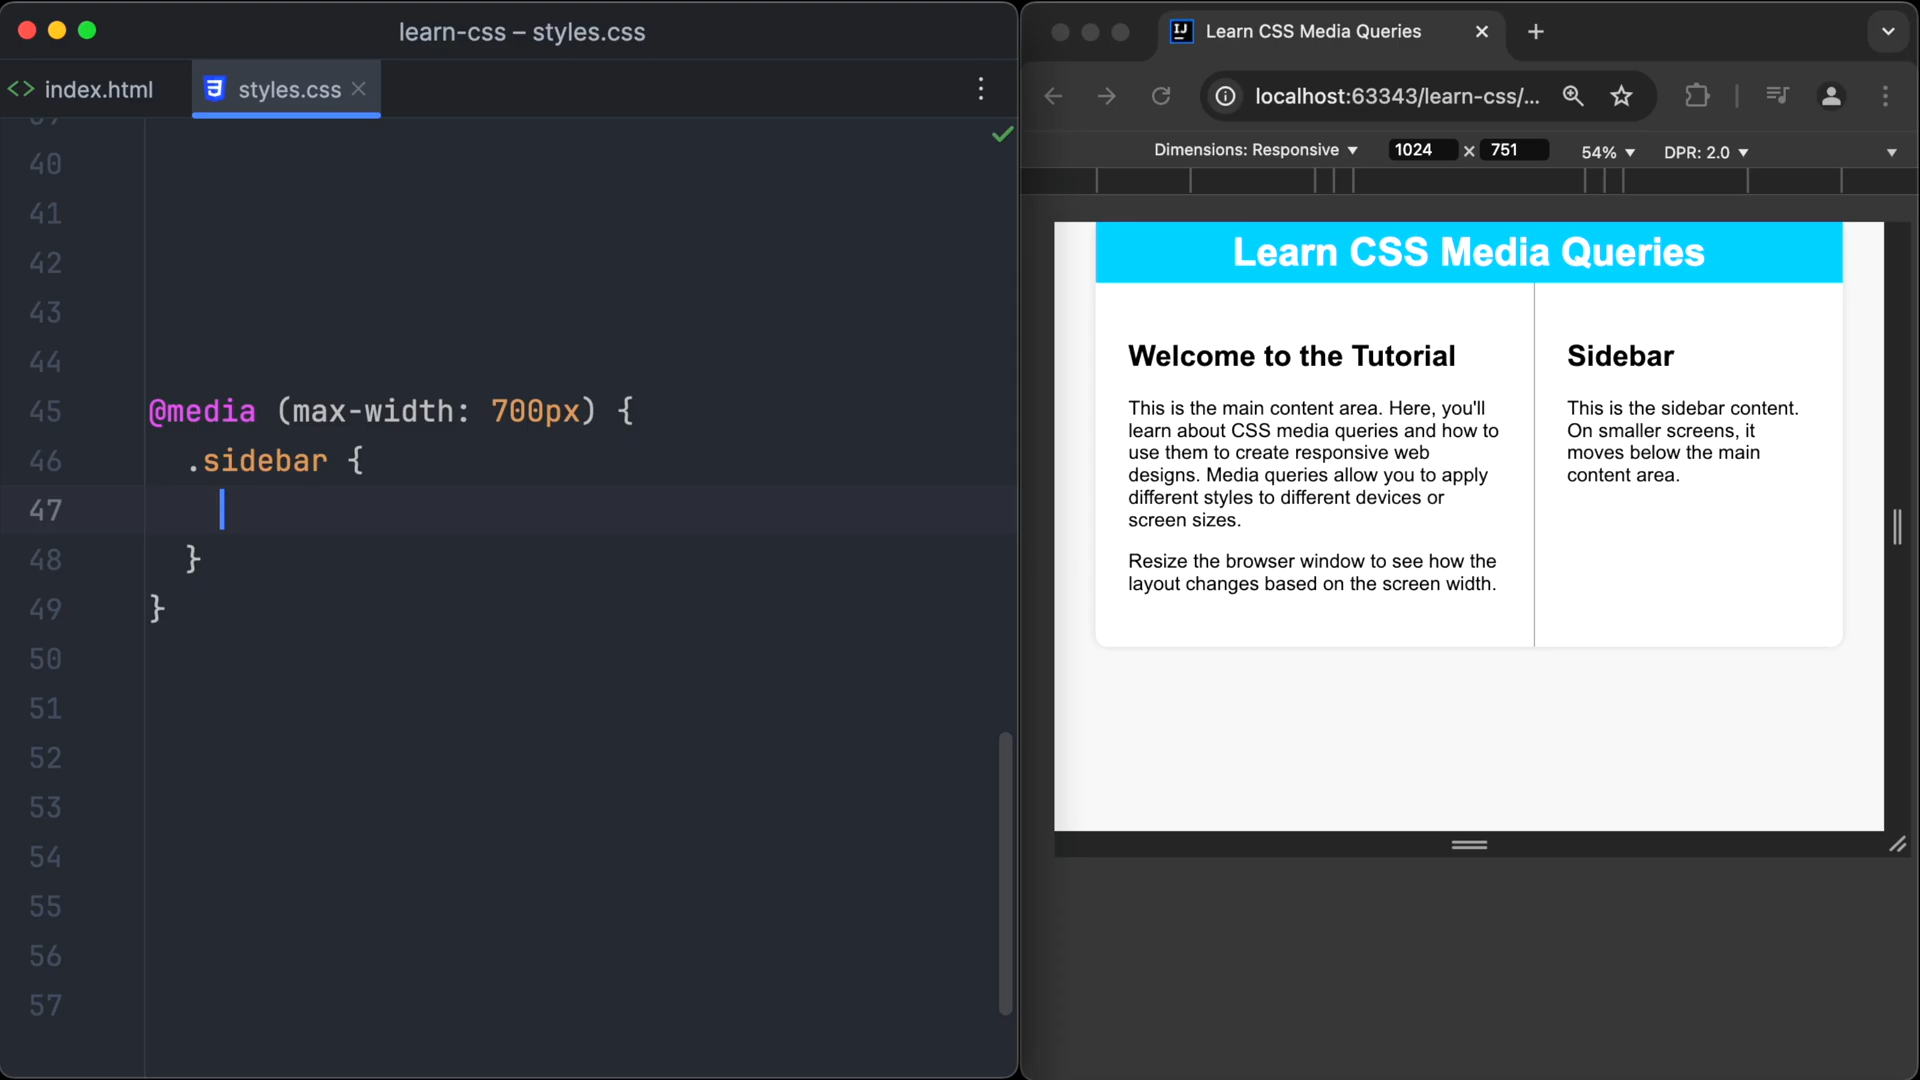 learn-css – styles.css
index.html
styles.css
40
41
42
43
44
45 @media (max-width: 700px) {
46 .sidebar {
47
48 }
49 }
50
51
52
53
54
55
56
57
Learn CSS Media Queries
localhost:63343/learn-css/...
Dimensions: Responsive 1024 × 751 54% DPR: 2.0
Learn CSS Media Queries
Welcome to the Tutorial
This is the main content area. Here, you'll
learn about CSS media queries and how to
use them to create responsive web
designs. Media queries allow you to apply
different styles to different devices or
screen sizes.
Resize the browser window to see how the
layout changes based on the screen width.
Sidebar
This is the sidebar content.
On smaller screens, it
moves below the main
content area.